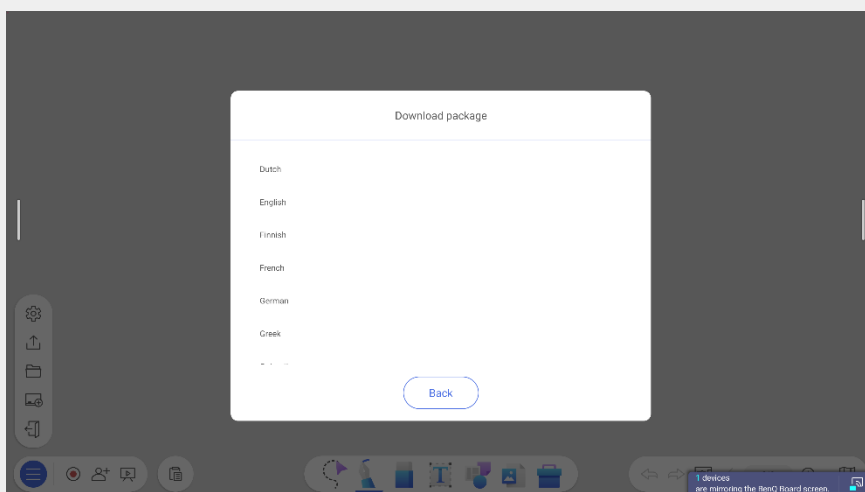 Download package
Dutch
English
Finnish
French
German
Greek
Back
1 devices
are mirroring the BenQ Board screen.